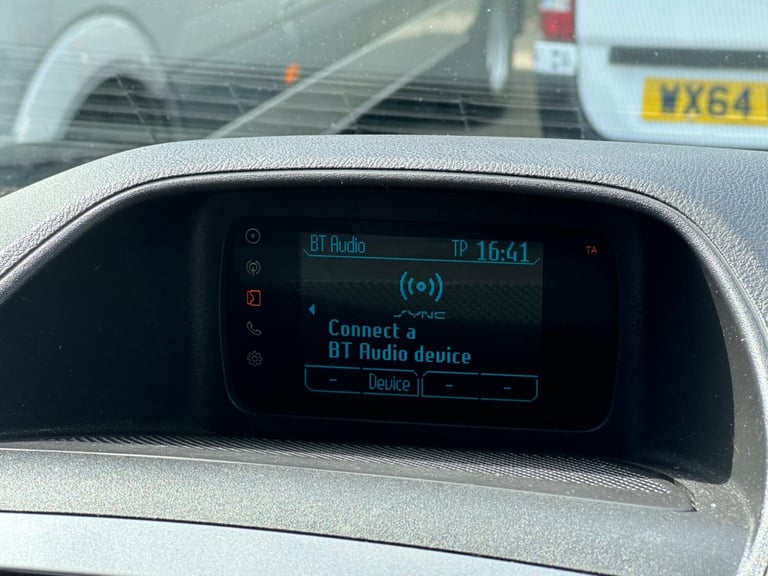 WX64
BT Audio TP 16:41 TA
SYNC
Connect a
BT Audio device
- Device - -